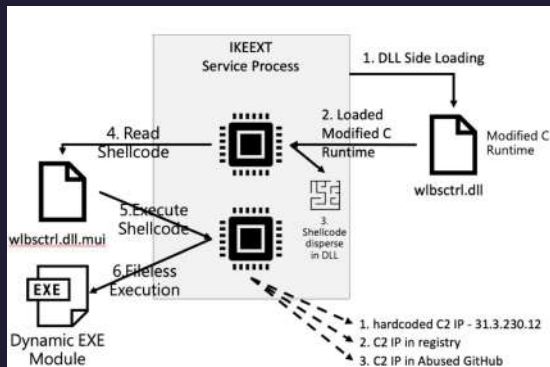 IKEEXT
Service Process
1. DLL Side Loading
2. Loaded
Modified C
Runtime
Modified C
Runtime
wlbsctrl.dll
3.
Shellcode
disperse
in DLL
4. Read
Shellcode
wlbsctrl.dll.mui
5.Execute
Shellcode
6.Fileless
Execution
EXE
Dynamic EXE
Module
1. hardcoded C2 IP - 31.3.230.12
2. C2 IP in registry
3. C2 IP in Abused GitHub